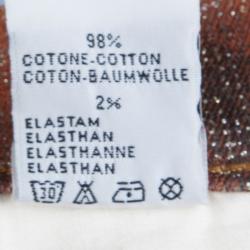 98%
COTONE-COTTON
COTON-BAUMWOLLE
2%
ELASTAM
ELASTHAN
ELASTHANNE
ELASTHAN
30